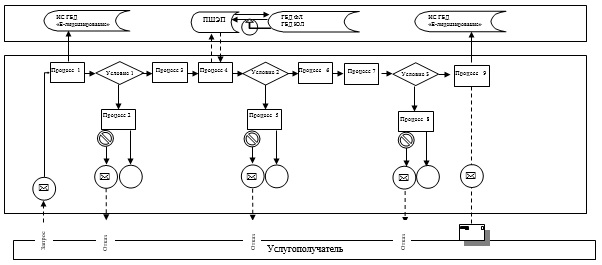 ИС ГБД
«Е-лицензирование»
ПШЭП
ГБД ФЛ
ГБД ЮЛ
ИС ГБД
«Е-лицензирование»
Процесс 1
Условие 1
Процесс 3
Процесс 4
Условие 2
Процесс 6
Процесс 7
Условие 3
Процесс 9
Процесс 2
Процесс 5
Процесс 8
Запрос
Отказ
Отказ
Отказ
Услугополучатель